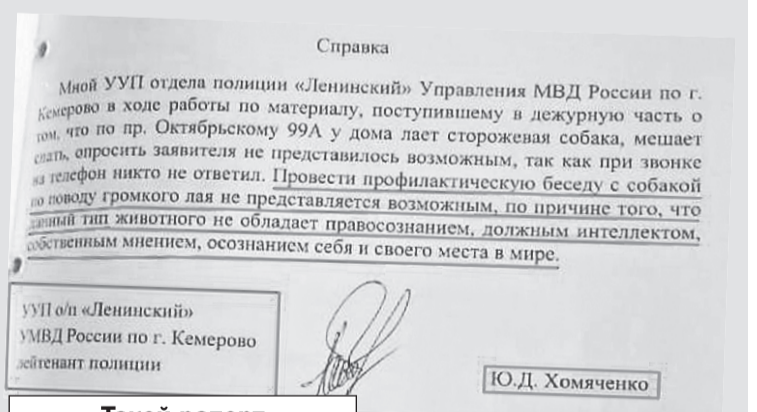 Справка
Мной УУП отдела полиции «Ленинский» Управления МВД России по г.
Кемерово в ходе работы по материалу, поступившему в дежурную часть о
том, что по пр. Октябрьскому 99А у дома лает сторожевая собака, мешает
спать, опросить заявителя не представилось возможным, так как при звонке
на телефон никто не ответил. Провести профилактическую беседу с собакой
по поводу громкого лая не представляется возможным, по причине того, что
данный тип животного не обладает правосознанием, должным интеллектом,
собственным мнением, осознанием себя и своего места в мире.
УУП о/п «Ленинский»
УМВД России по г. Кемерово
лейтенант полиции
Ю.Д. Хомяченко
Такой рапорт